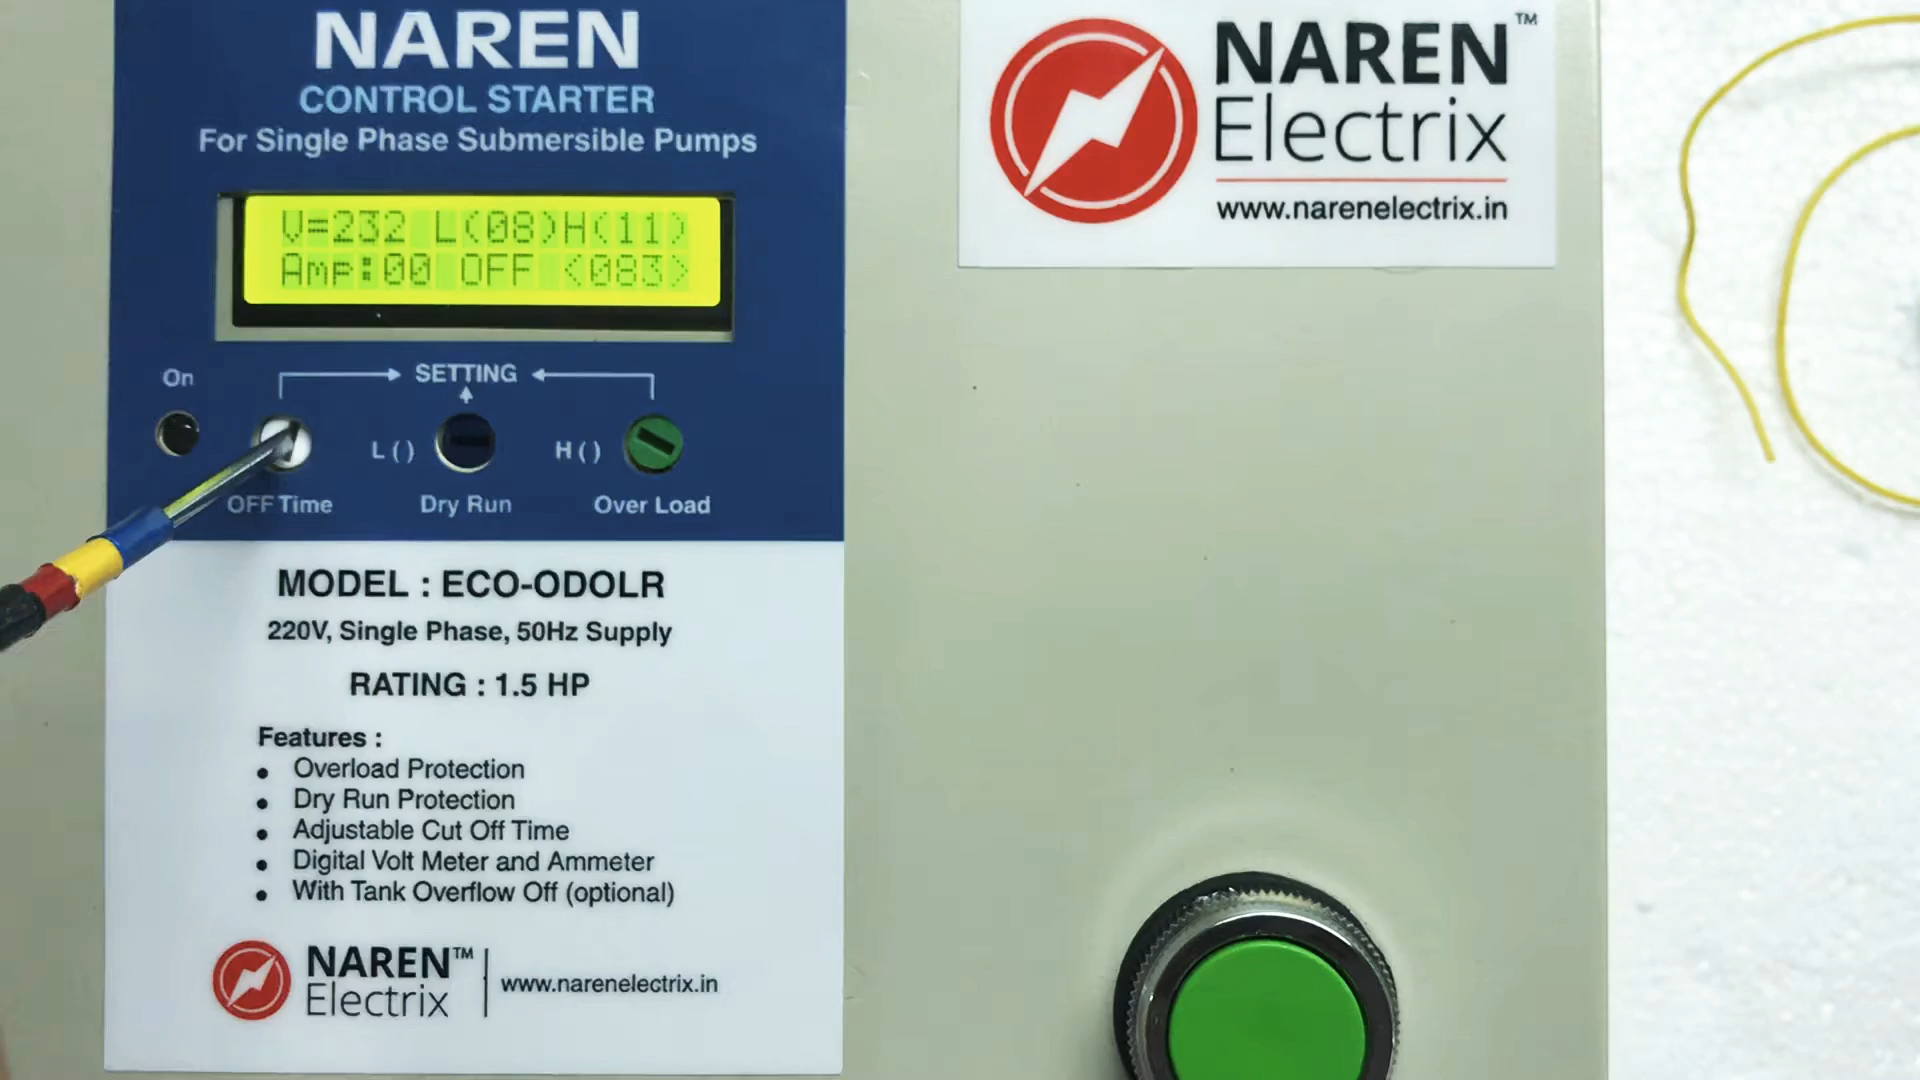 NAREN
CONTROL STARTER
For Single Phase Submersible Pumps
V=232 L(08)H(11)
Amp:00 OFF <083>
SETTING
On
L ( )
H ( )
OFF Time
Dry Run
Over Load
MODEL : ECO-ODOLR
220V, Single Phase, 50Hz Supply
RATING : 1.5 HP
Features :
• Overload Protection
• Dry Run Protection
• Adjustable Cut Off Time
• Digital Volt Meter and Ammeter
• With Tank Overflow Off (optional)
NAREN™
Electrix
www.narenelectrix.in
NAREN™
Electrix
www.narenelectrix.in